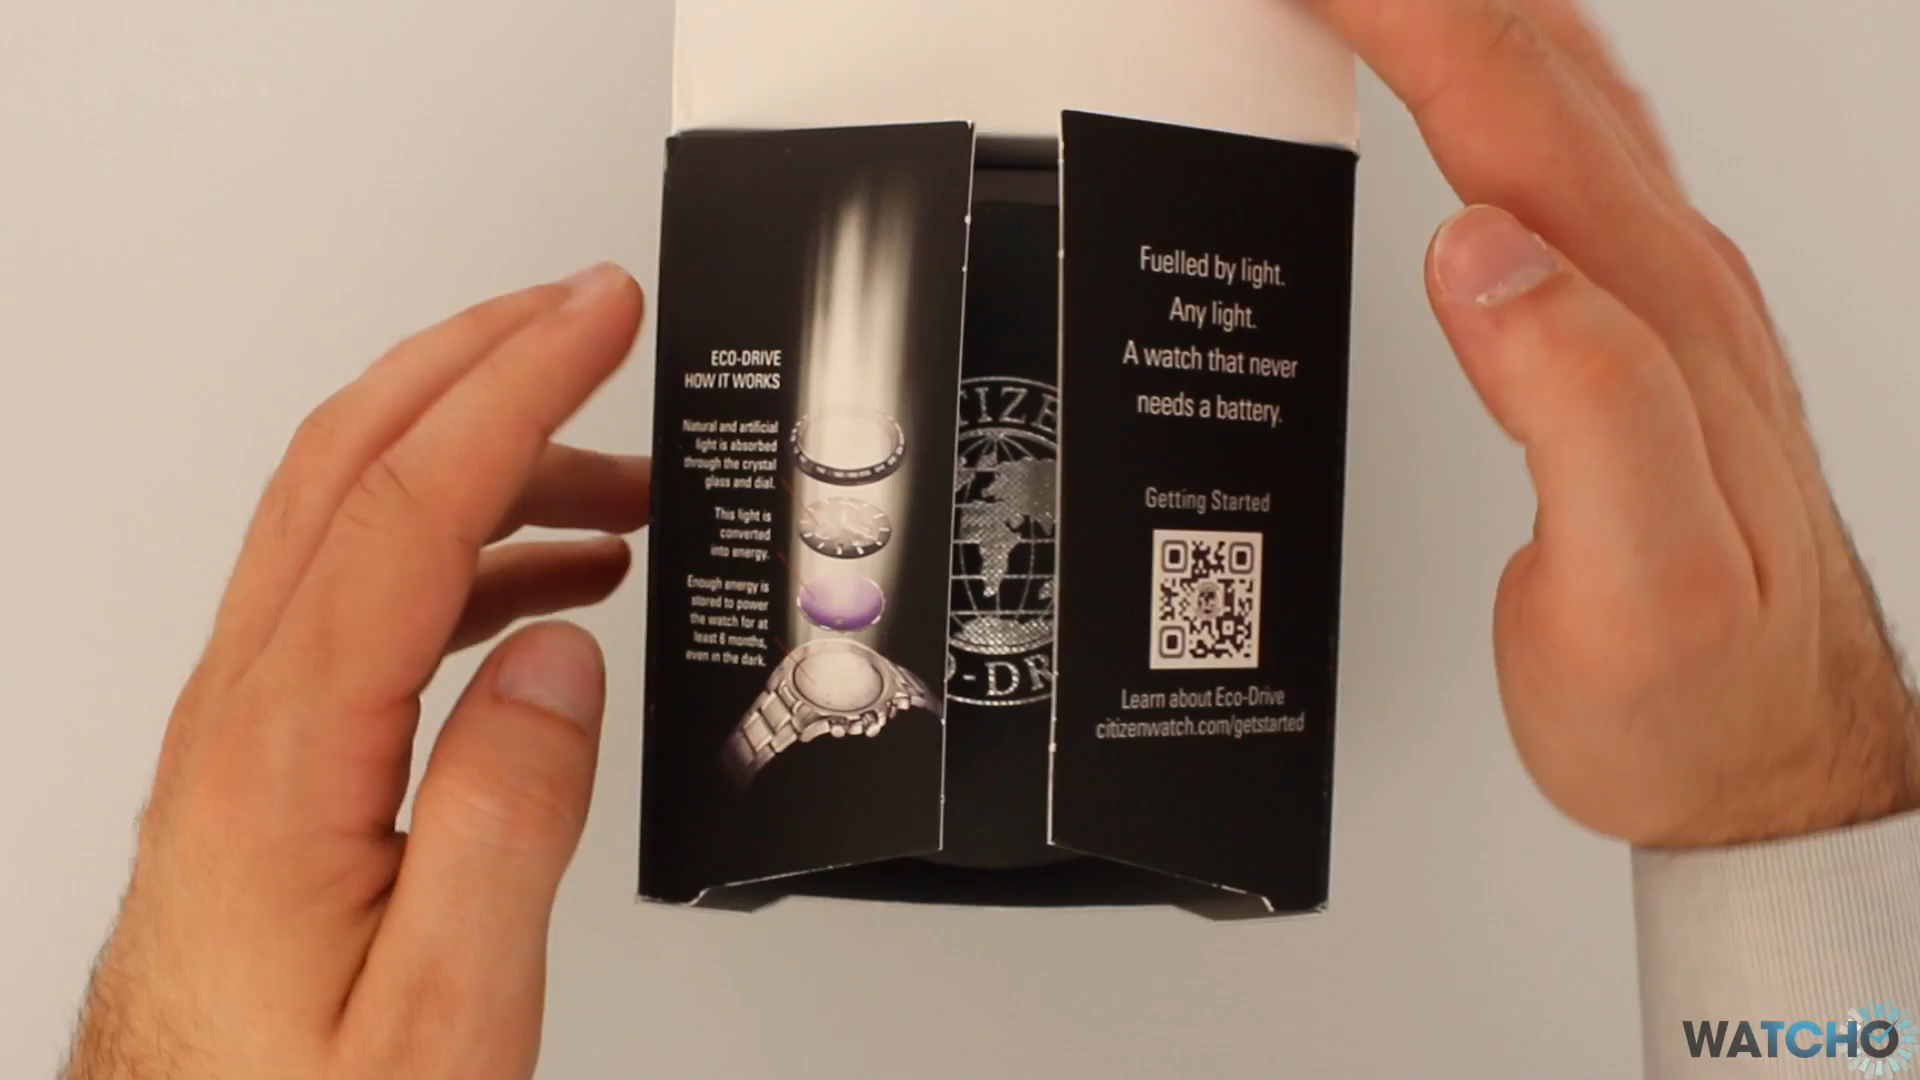 ECO-DRIVE
HOW IT WORKS
Natural and artificial
light is absorbed
through the crystal
glass and dial.
This light is
converted
into energy.
Enough energy is
stored to power
the watch for at
least 6 months,
even in the dark.
TIZE
O-DR
Fuelled by light.
Any light.
A watch that never
needs a battery.
Getting Started
Learn about Eco-Drive
citizenwatch.com/getstarted
WATCHO